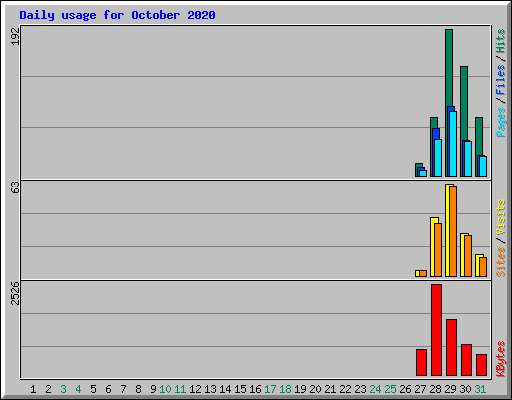 Daily usage for October 2020
192
Pages/Files/Hits
63
Sites/Visits
2526
KBytes
1 2 3 4 5 6 7 8 9 10 11 12 13 14 15 16 17 18 19 20 21 22 23 24 25 26 27 28 29 30 31